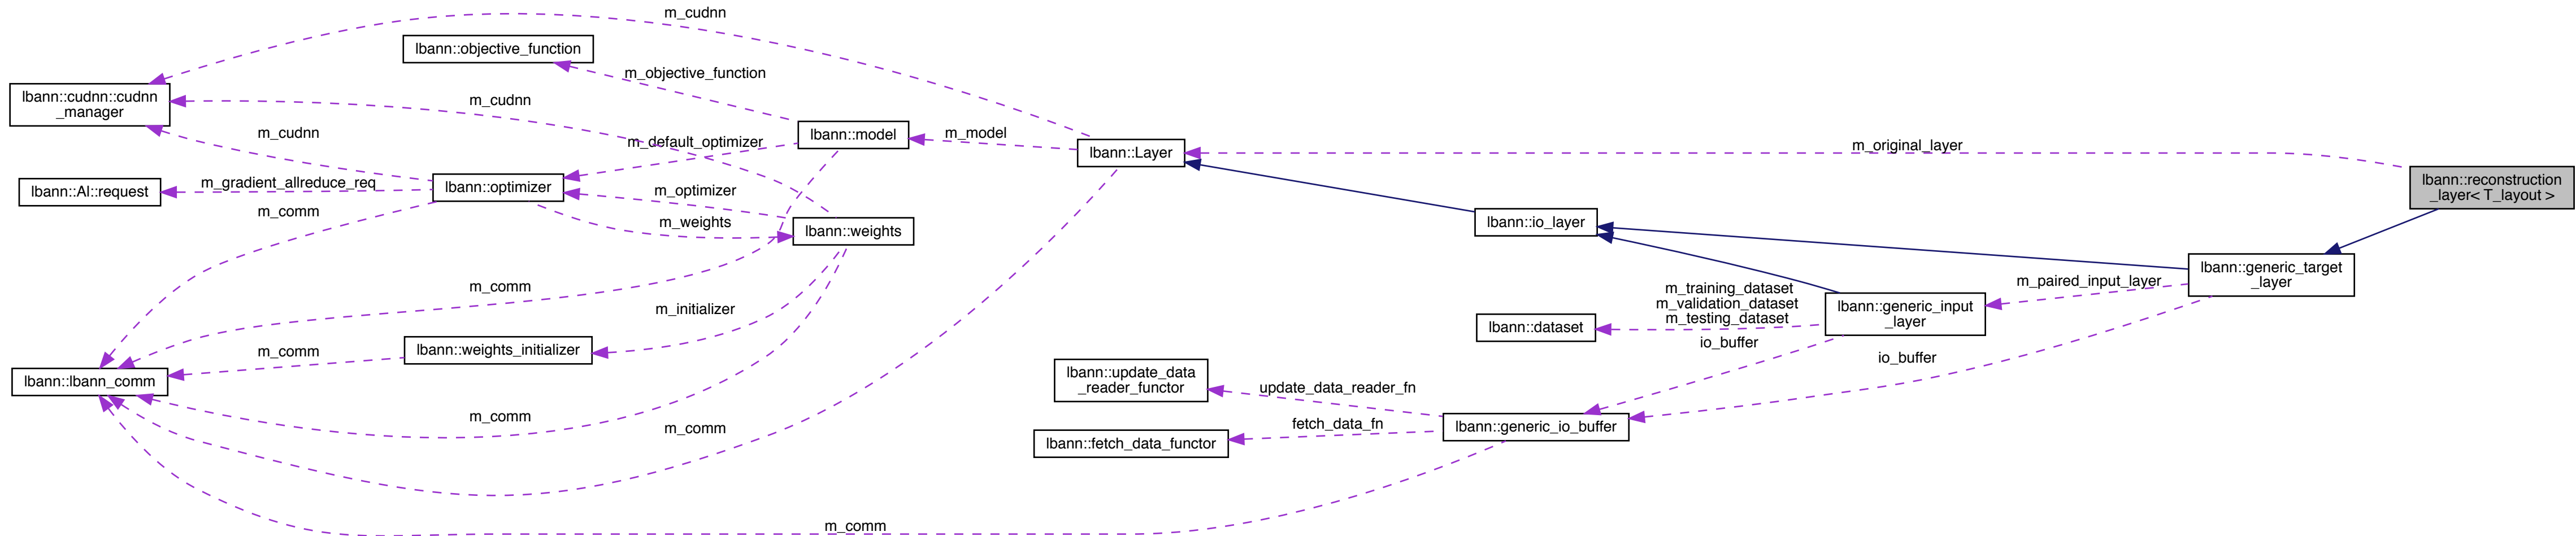 m_cudnn
lbann::objective_function
m_objective_function
lbann::cudnn::cudnn
_manager
m_cudnn
m_cudnn
lbann::model
m_model
m_default_optimizer
lbann::Layer
m_original_layer
lbann::reconstruction
_layer< T_layout >
lbann::Al::request
m_gradient_allreduce_req
lbann::optimizer
m_optimizer
m_comm
m_weights
lbann::weights
lbann::io_layer
lbann::generic_target
_layer
m_paired_input_layer
m_comm
m_initializer
m_training_dataset
m_validation_dataset
m_testing_dataset
lbann::generic_input
_layer
lbann::dataset
io_buffer
io_buffer
m_comm
lbann::weights_initializer
lbann::lbann_comm
lbann::update_data
_reader_functor
update_data_reader_fn
m_comm
m_comm
fetch_data_fn
lbann::generic_io_buffer
lbann::fetch_data_functor
m_comm